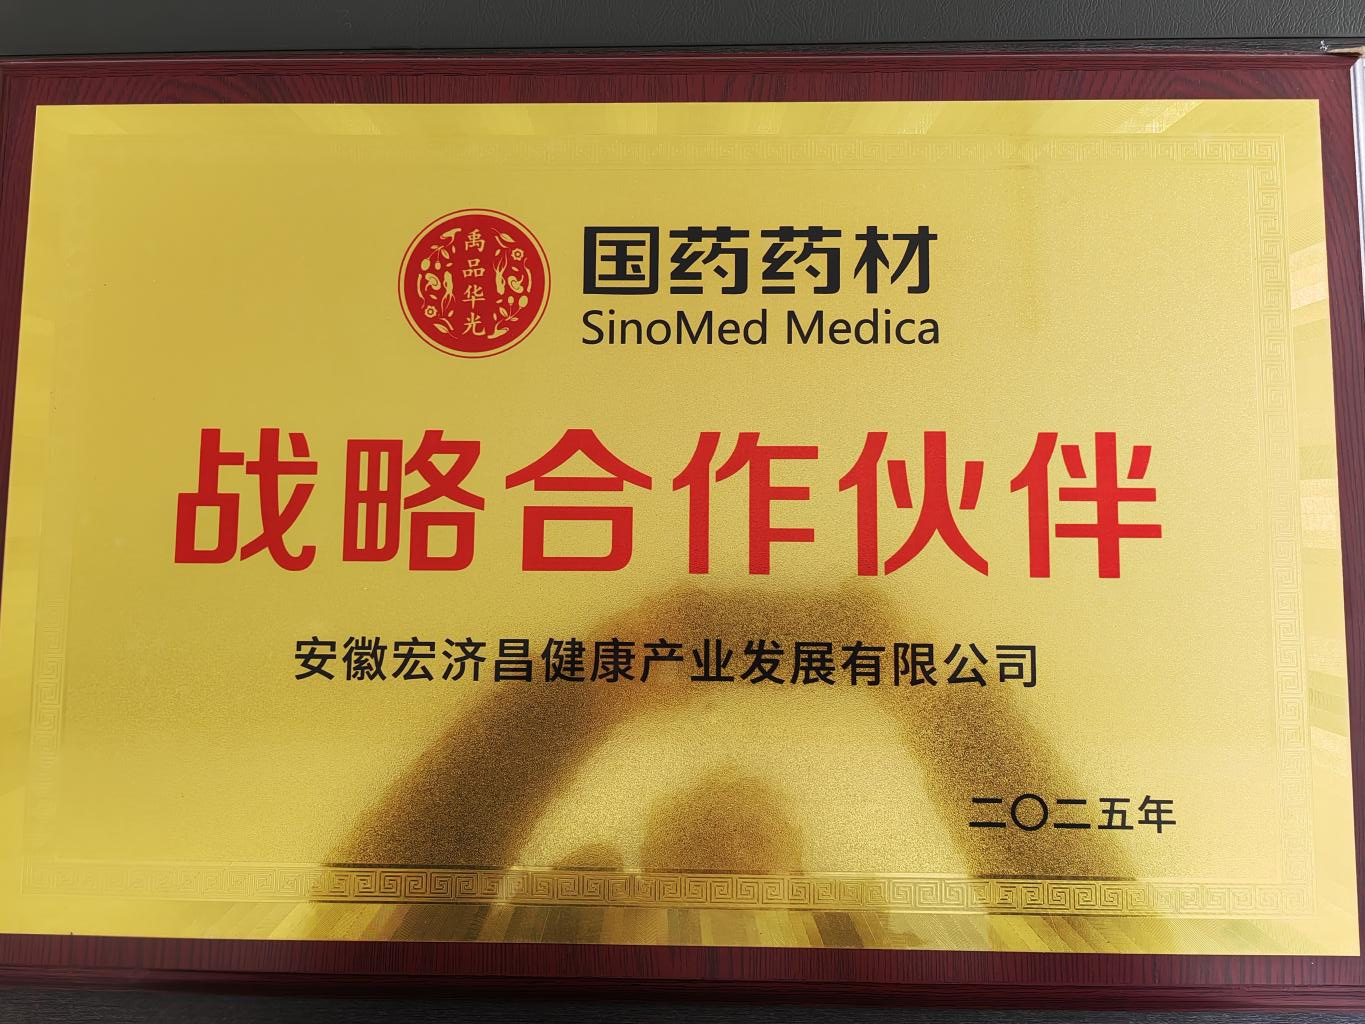 禹品华光
国药药材
SinoMed Medica
战略合作伙伴
安徽宏济昌健康产业发展有限公司
二〇二五年